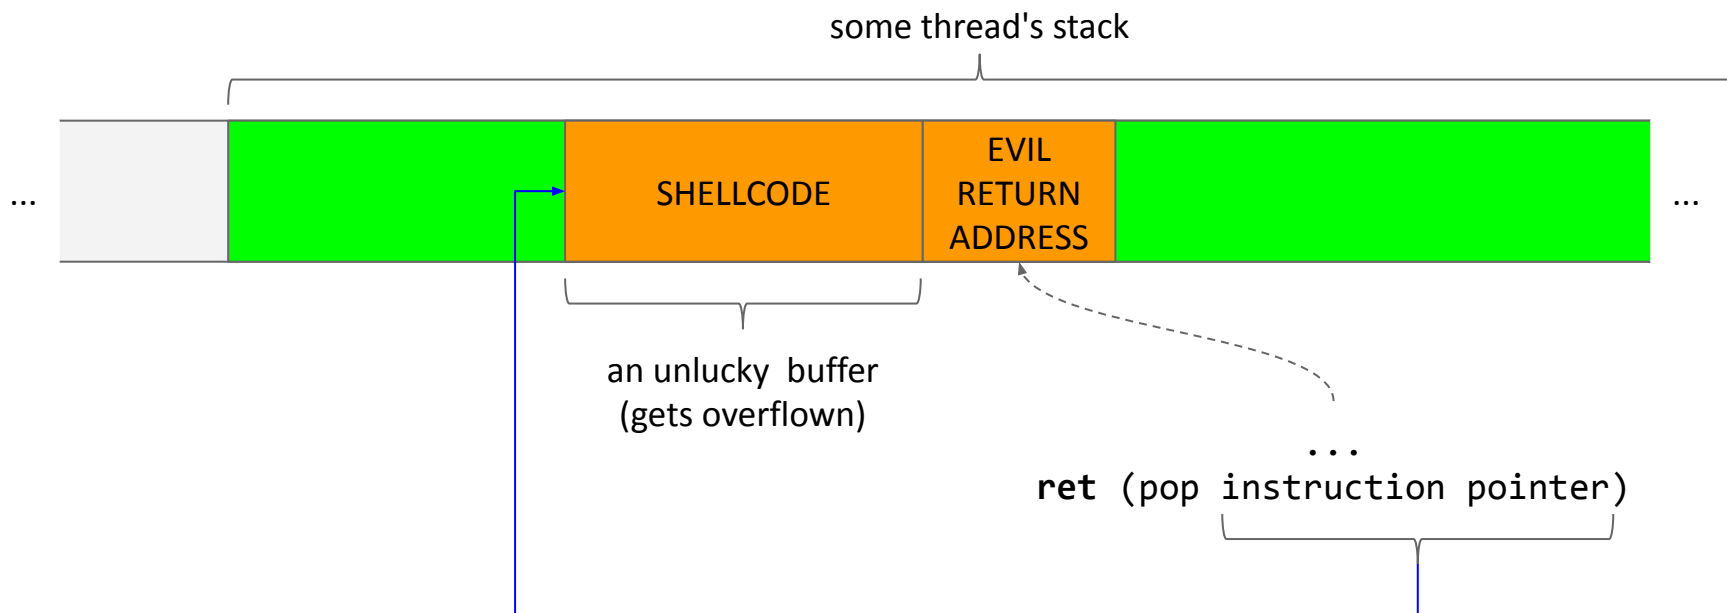 some thread's stack
...
SHELLCODE
EVIL
RETURN
ADDRESS
...
an unlucky buffer
(gets overflown)
...
ret (pop instruction pointer)